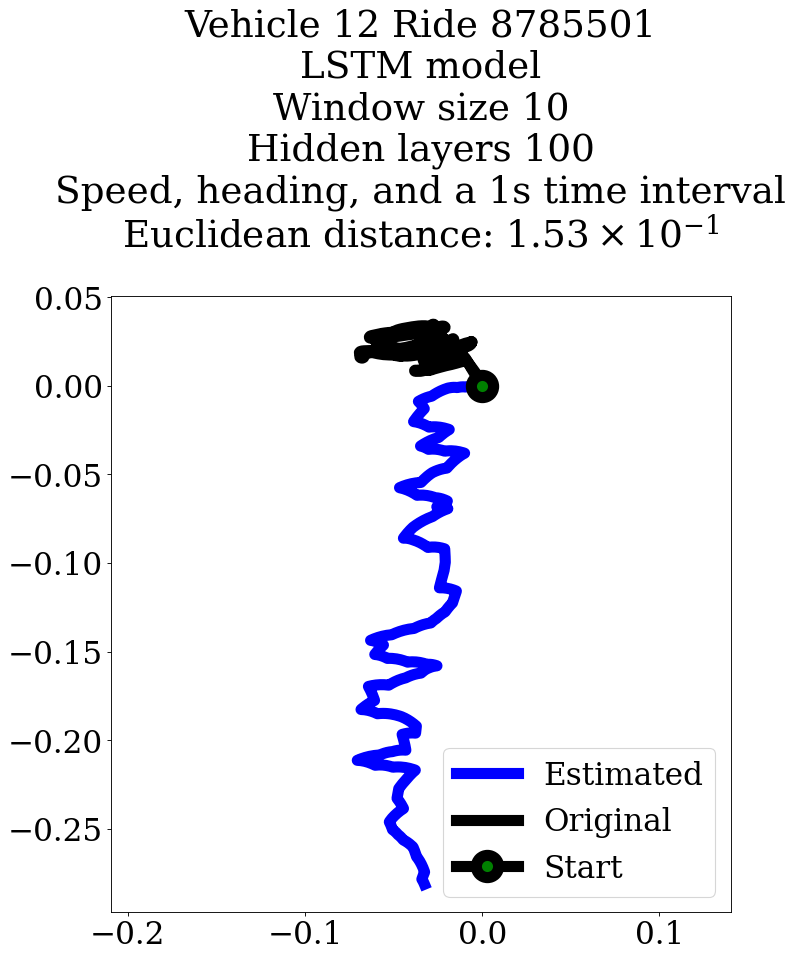 Vehicle 12 Ride 8785501
LSTM model
Window size 10
Hidden layers 100
Speed, heading, and a 1s time interval
Euclidean distance: 1.53 × 10⁻¹
0.05
0.00
−0.05
−0.10
−0.15
−0.20
−0.25
Estimated
Original
Start
−0.2
−0.1
0.0
0.1